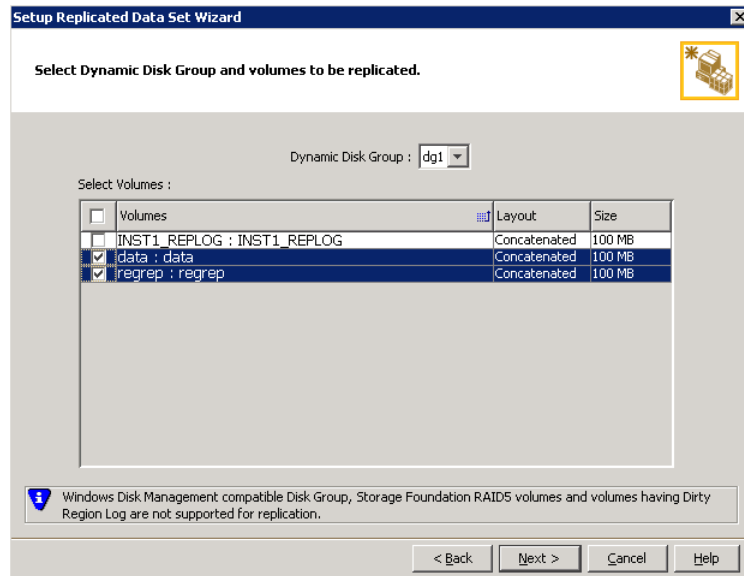 Setup Replicated Data Set Wizard
Select Dynamic Disk Group and volumes to be replicated.
Dynamic Disk Group : dg1
Select Volumes :
Volumes Layout Size
INST1_REPLOG : INST1_REPLOG Concatenated 100 MB
data : data Concatenated 100 MB
regrep : regrep Concatenated 100 MB
Windows Disk Management compatible Disk Group, Storage Foundation RAID5 volumes and volumes having Dirty
Region Log are not supported for replication.
< Back Next > Cancel Help